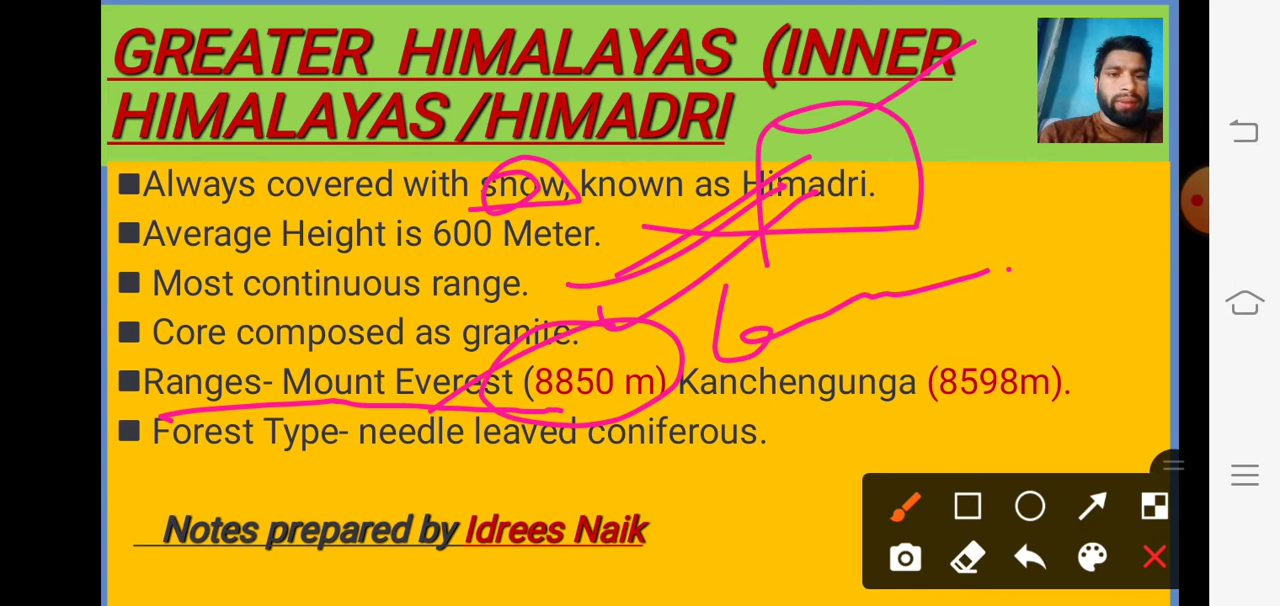 GREATER HIMALAYAS (INNER
HIMALAYAS /HIMADRI
■Always covered with snow, known as Himadri.
■Average Height is 600 Meter.
■ Most continuous range.
■ Core composed as granite.
■Ranges- Mount Everest (8850 m) Kanchengunga (8598m).
■ Forest Type- needle leaved coniferous.
Notes prepared by Idrees Naik